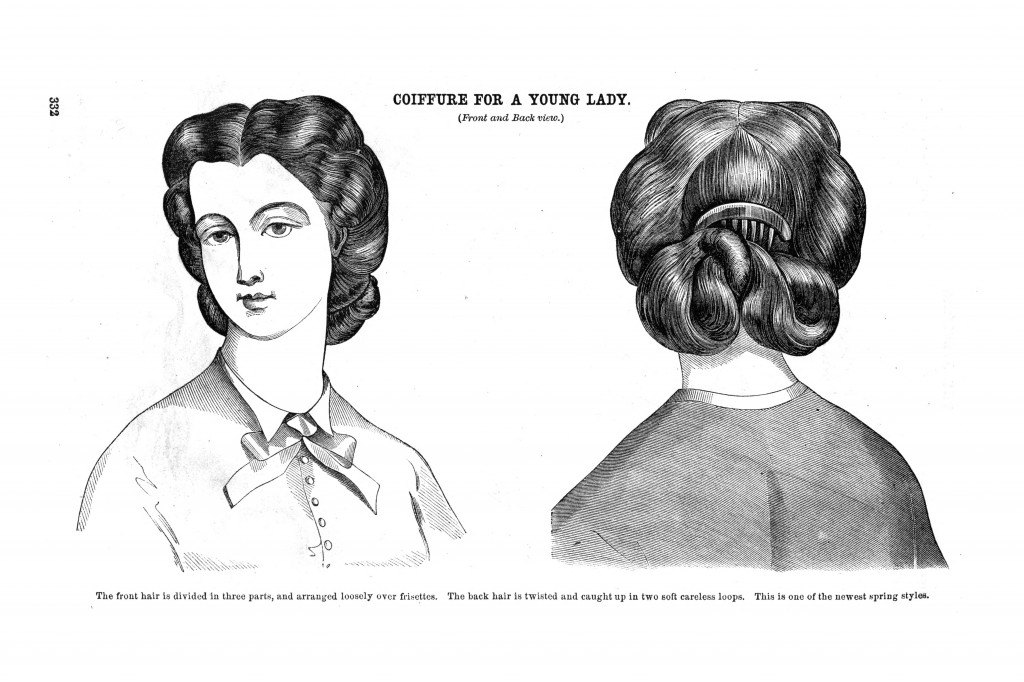 332
COIFFURE FOR A YOUNG LADY.
(Front and Back view.)
The front hair is divided in three parts, and arranged loosely over frisettes. The back hair is twisted and caught up in two soft careless loops. This is one of the newest spring styles.